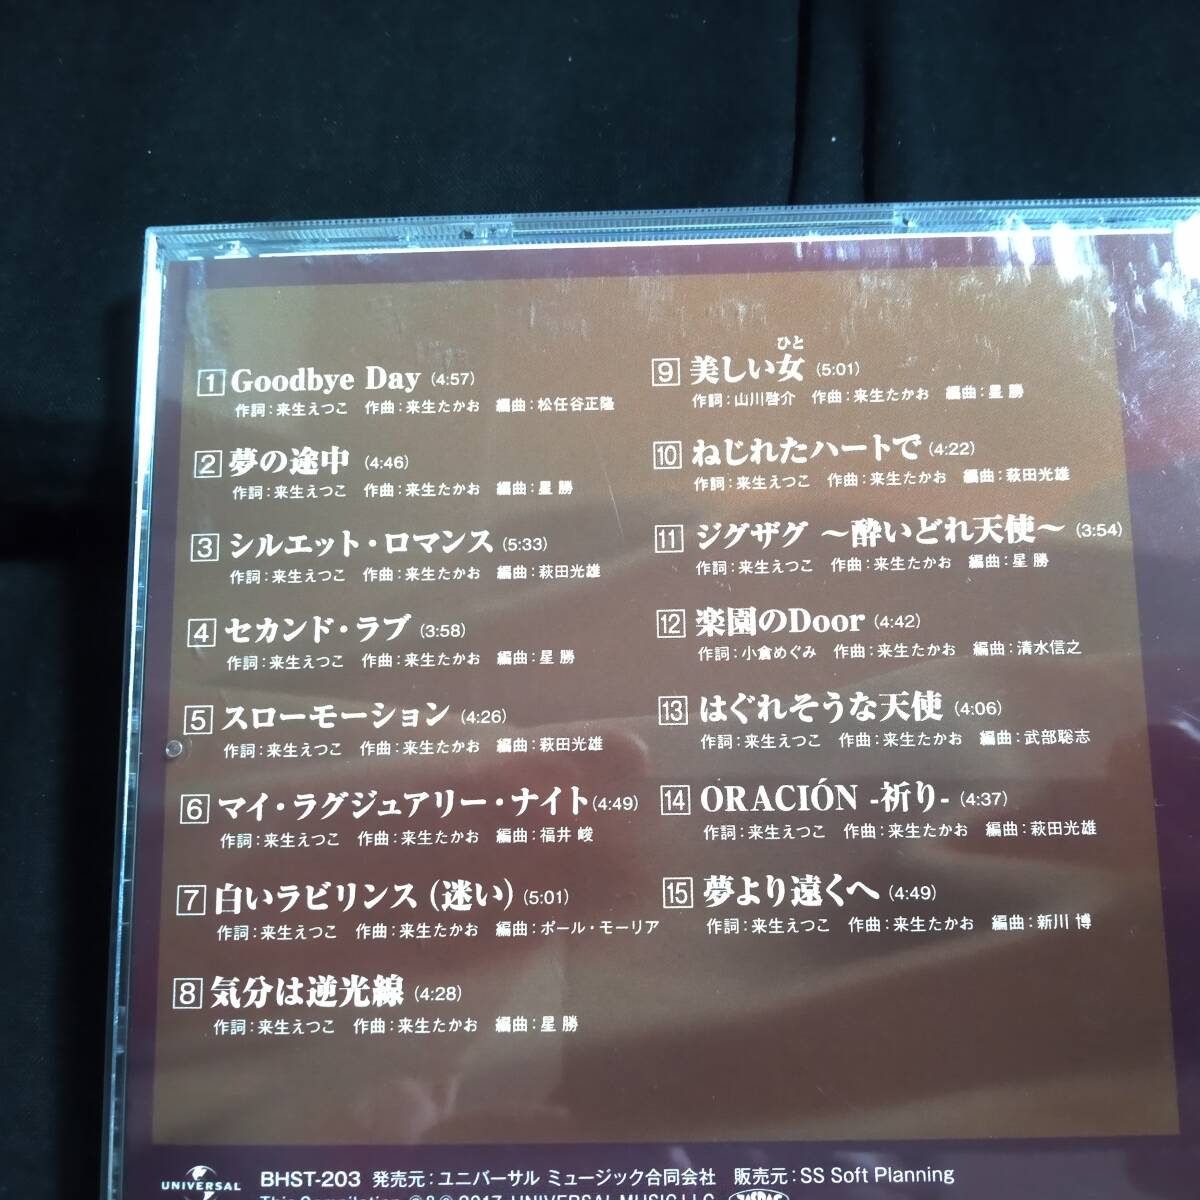 1 Goodbye Day (4:57)
作詞：来生えつこ 作曲：来生たかお 編曲：松任谷正隆
2 夢の途中 (4:46)
作詞：来生えつこ 作曲：来生たかお 編曲：星 勝
3 シルエット・ロマンス (5:33)
作詞：来生えつこ 作曲：来生たかお 編曲：萩田光雄
4 セカンド・ラブ (3:58)
作詞：来生えつこ 作曲：来生たかお 編曲：星 勝
5 スローモーション (4:26)
作詞：来生えつこ 作曲：来生たかお 編曲：萩田光雄
6 マイ・ラグジュアリー・ナイト (4:49)
作詞：来生えつこ 作曲：来生たかお 編曲：福井 峻
7 白いラビリンス (迷い) (5:01)
作詞：来生えつこ 作曲：来生たかお 編曲：ポール・モーリア
8 気分は逆光線 (4:28)
作詞：来生えつこ 作曲：来生たかお 編曲：星 勝
ひと
9 美しい女 (5:01)
作詞：山川啓介 作曲：来生たかお 編曲：星 勝
10 ねじれたハートで (4:22)
作詞：来生えつこ 作曲：来生たかお 編曲：萩田光雄
11 ジグザグ 〜酔いどれ天使〜 (3:54)
作詞：来生えつこ 作曲：来生たかお 編曲：星 勝
12 楽園のDoor (4:42)
作詞：小倉めぐみ 作曲：来生たかお 編曲：清水信之
13 はぐれそうな天使 (4:06)
作詞：来生えつこ 作曲：来生たかお 編曲：武部聡志
14 ORACIÓN -祈り- (4:37)
作詞：来生えつこ 作曲：来生たかお 編曲：萩田光雄
15 夢より遠くへ (4:49)
作詞：来生えつこ 作曲：来生たかお 編曲：新川 博
UNIVERSAL
BHST-203 発売元：ユニバーサル ミュージック合同会社 販売元：SS Soft Planning
This Compilation ℗&© 2017 UNIVERSAL MUSIC LLC JASRAC